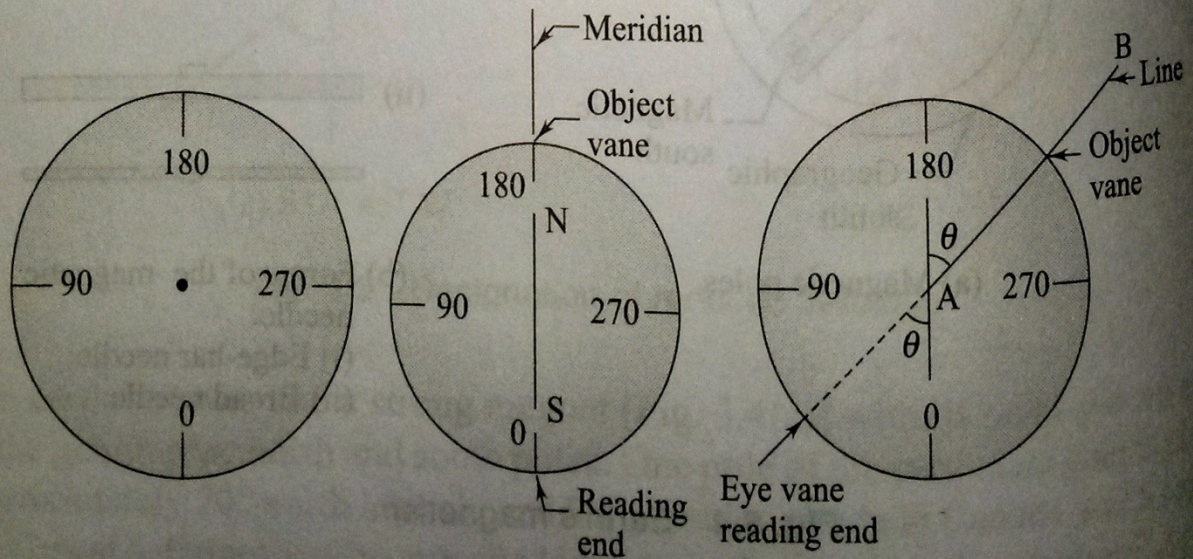 180
90
270
0
Meridian
Object
vane
180
N
90
270
S
0
Reading
end
B
Line
Object
vane
180
θ
90
A
270
θ
0
Eye vane
reading end